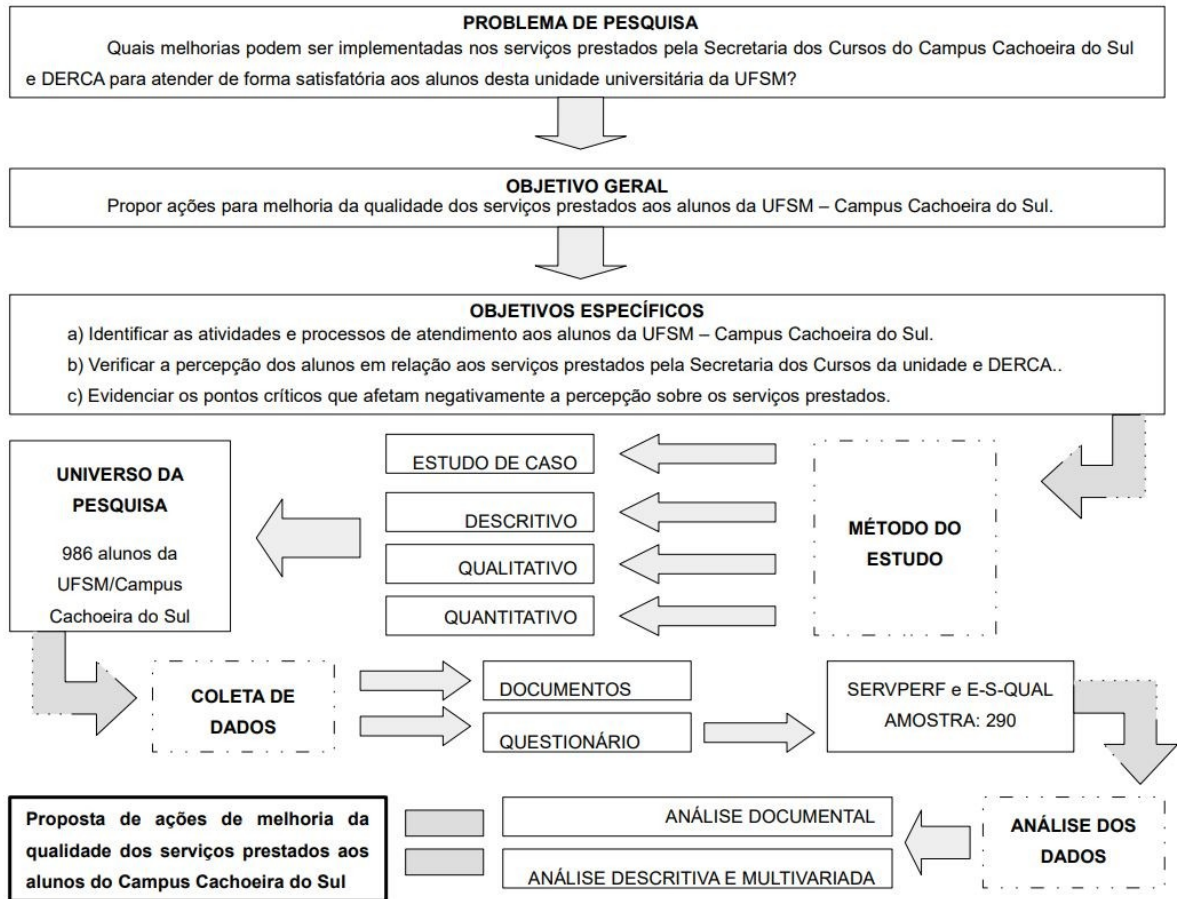 PROBLEMA DE PESQUISA
Quais melhorias podem ser implementadas nos serviços prestados pela Secretaria dos Cursos do Campus Cachoeira do Sul
e DERCA para atender de forma satisfatória aos alunos desta unidade universitária da UFSM?
OBJETIVO GERAL
Propor ações para melhoria da qualidade dos serviços prestados aos alunos da UFSM – Campus Cachoeira do Sul.
OBJETIVOS ESPECÍFICOS
a) Identificar as atividades e processos de atendimento aos alunos da UFSM – Campus Cachoeira do Sul.
b) Verificar a percepção dos alunos em relação aos serviços prestados pela Secretaria dos Cursos da unidade e DERCA..
c) Evidenciar os pontos críticos que afetam negativamente a percepção sobre os serviços prestados.
MÉTODO DO
ESTUDO
ESTUDO DE CASO
DESCRITIVO
QUALITATIVO
QUANTITATIVO
UNIVERSO DA
PESQUISA
986 alunos da
UFSM/Campus
Cachoeira do Sul
COLETA DE
DADOS
DOCUMENTOS
QUESTIONÁRIO
SERVPERF e E-S-QUAL
AMOSTRA: 290
ANÁLISE DOS
DADOS
ANÁLISE DOCUMENTAL
ANÁLISE DESCRITIVA E MULTIVARIADA
Proposta de ações de melhoria da
qualidade dos serviços prestados aos
alunos do Campus Cachoeira do Sul